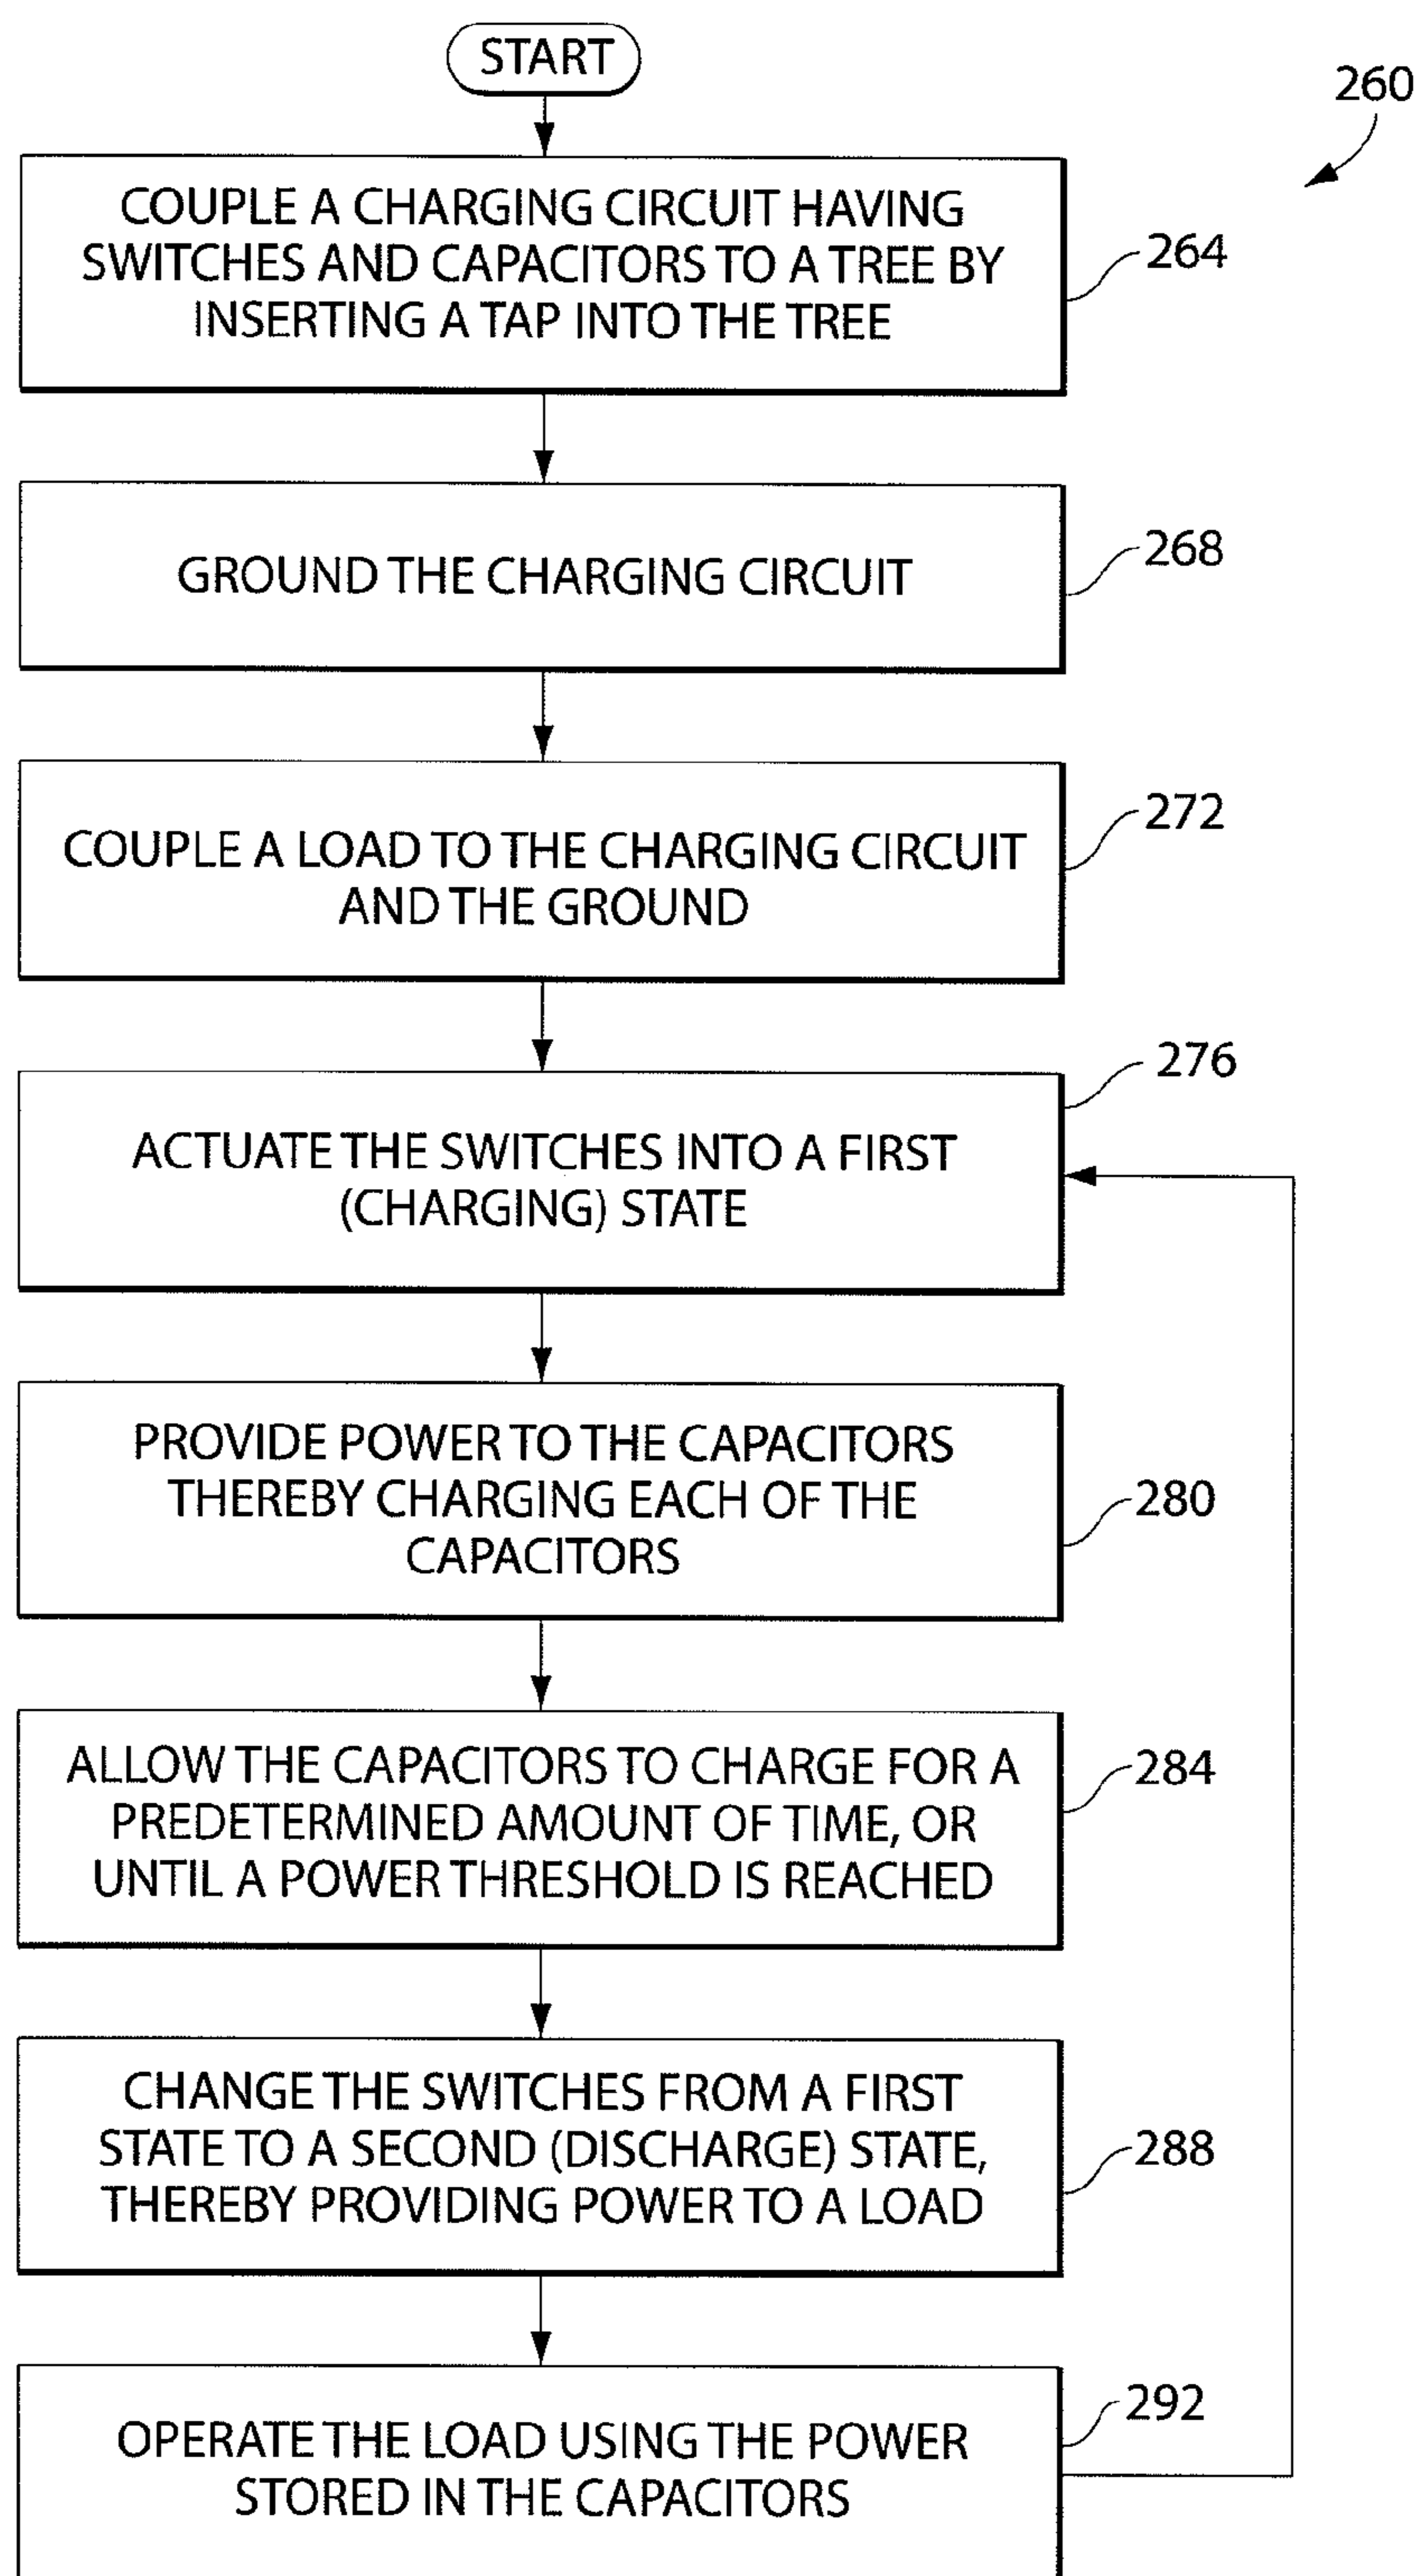 START
260
COUPLE A CHARGING CIRCUIT HAVING
SWITCHES AND CAPACITORS TO A TREE BY
INSERTING A TAP INTO THE TREE
264
GROUND THE CHARGING CIRCUIT
268
COUPLE A LOAD TO THE CHARGING CIRCUIT
AND THE GROUND
272
ACTUATE THE SWITCHES INTO A FIRST
(CHARGING) STATE
276
PROVIDE POWER TO THE CAPACITORS
THEREBY CHARGING EACH OF THE
CAPACITORS
280
ALLOW THE CAPACITORS TO CHARGE FOR A
PREDETERMINED AMOUNT OF TIME, OR
UNTIL A POWER THRESHOLD IS REACHED
284
CHANGE THE SWITCHES FROM A FIRST
STATE TO A SECOND (DISCHARGE) STATE,
THEREBY PROVIDING POWER TO A LOAD
288
OPERATE THE LOAD USING THE POWER
STORED IN THE CAPACITORS
292